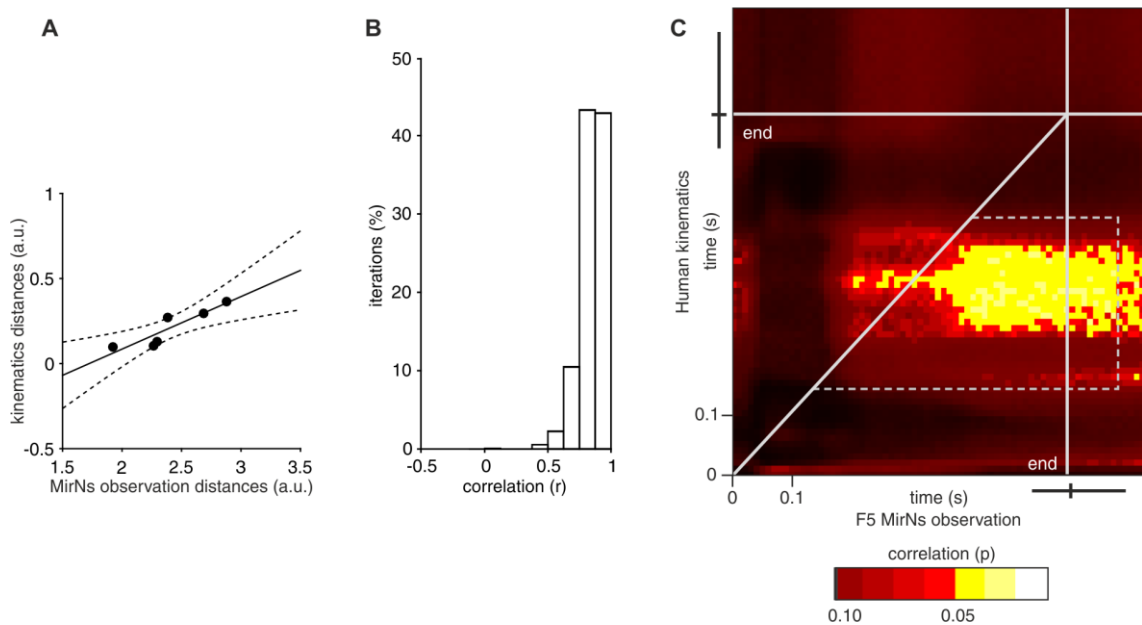 A
1
0.5
0
-0.5
1.5 2 2.5 3 3.5
kinematics distances (a.u.)
MirNs observation distances (a.u.)
B
50
45
40
30
20
10
0
-0.5 0 0.5 1
iterations (%)
correlation (r)
C
end
Human kinematics
time (s)
0.1
0
end
0 0.1
time (s)
F5 MirNs observation
correlation (p)
0.10 0.05